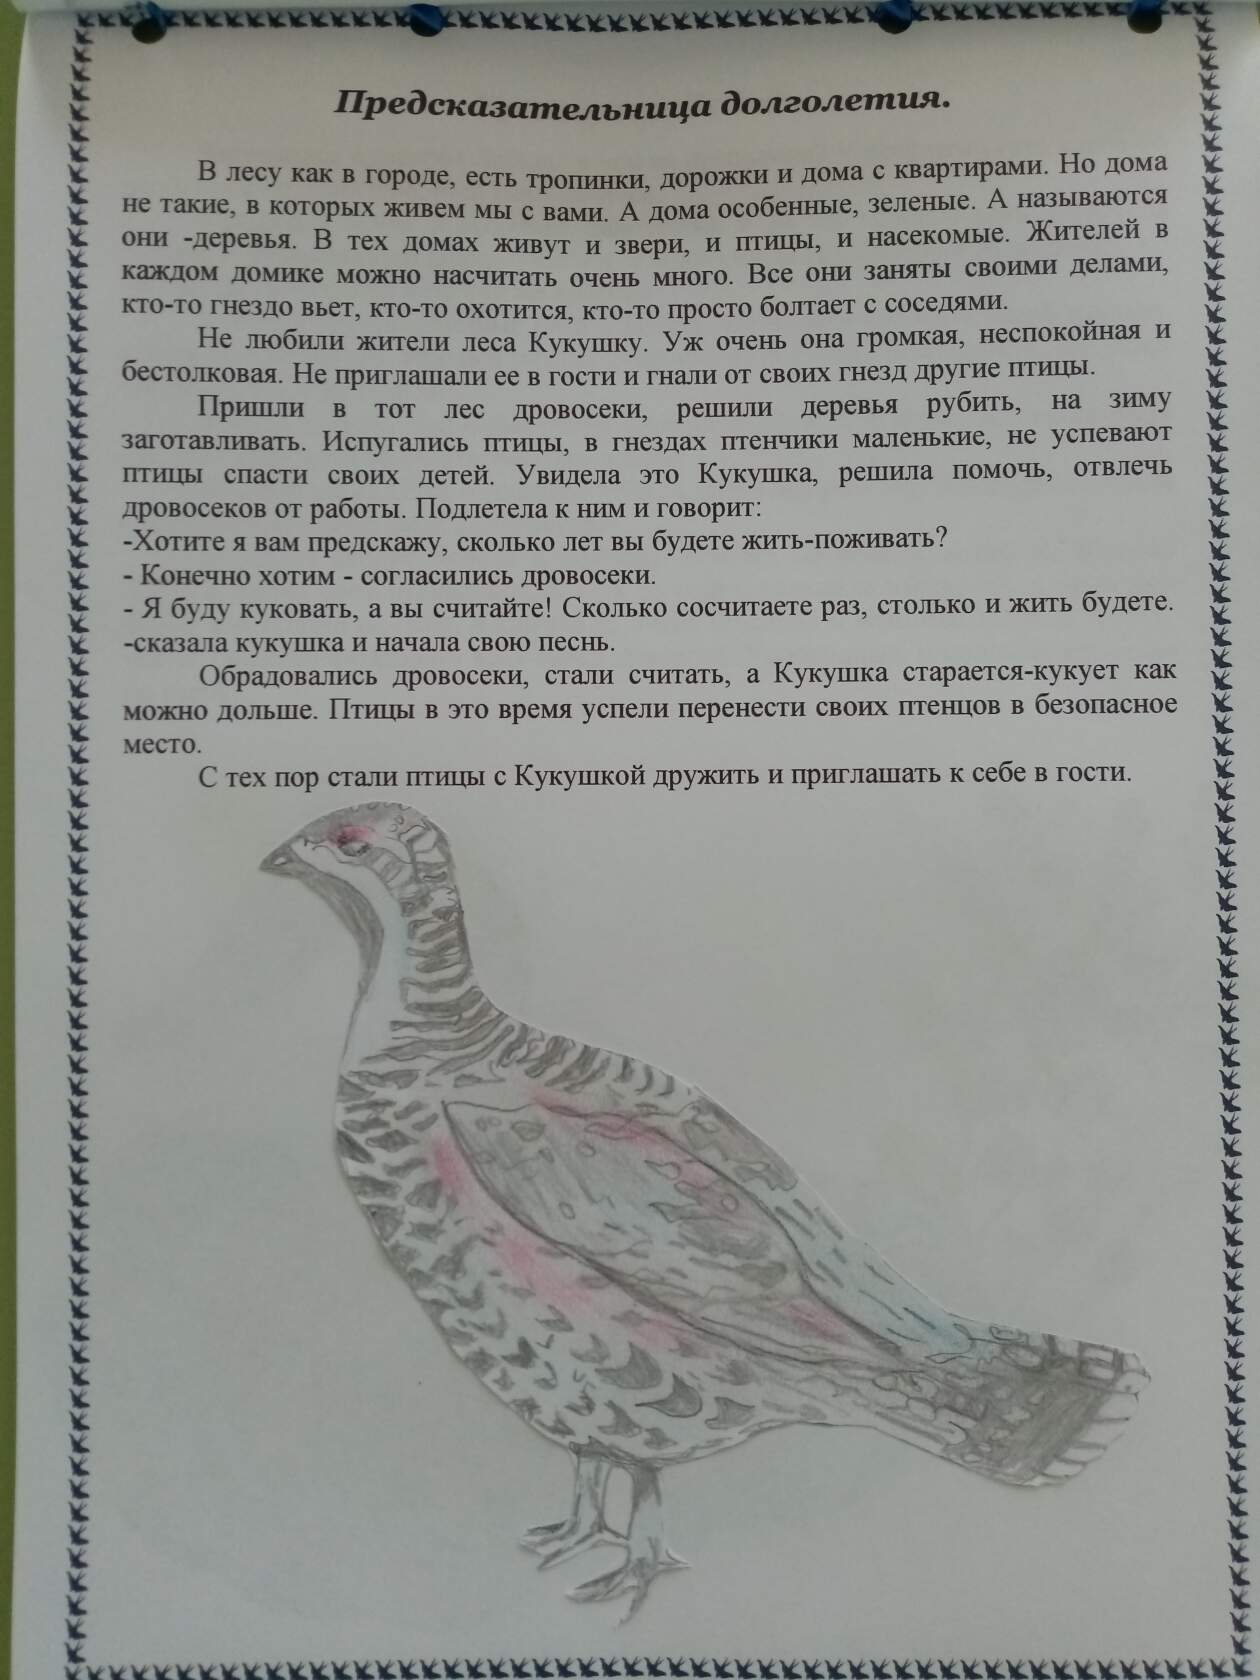 Предсказательница долголетия.
В лесу как в городе, есть тропинки, дорожки и дома с квартирами. Но дома
не такие, в которых живем мы с вами. А дома особенные, зеленые. А называются
они -деревья. В тех домах живут и звери, и птицы, и насекомые. Жителей в
каждом домике можно насчитать очень много. Все они заняты своими делами,
кто-то гнездо вьет, кто-то охотится, кто-то просто болтает с соседями.
Не любили жители леса Кукушку. Уж очень она громкая, неспокойная и
бестолковая. Не приглашали ее в гости и гнали от своих гнезд другие птицы.
Пришли в тот лес дровосеки, решили деревья рубить, на зиму
заготавливать. Испугались птицы, в гнездах птенчики маленькие, не успевают
птицы спасти своих детей. Увидела это Кукушка, решила помочь, отвлечь
дровосеков от работы. Подлетела к ним и говорит:
-Хотите я вам предскажу, сколько лет вы будете жить-поживать?
- Конечно хотим - согласились дровосеки.
- Я буду куковать, а вы считайте! Сколько сосчитаете раз, столько и жить будете.
-сказала кукушка и начала свою песнь.
Обрадовались дровосеки, стали считать, а Кукушка старается-кукует как
можно дольше. Птицы в это время успели перенести своих птенцов в безопасное
место.
С тех пор стали птицы с Кукушкой дружить и приглашать к себе в гости.